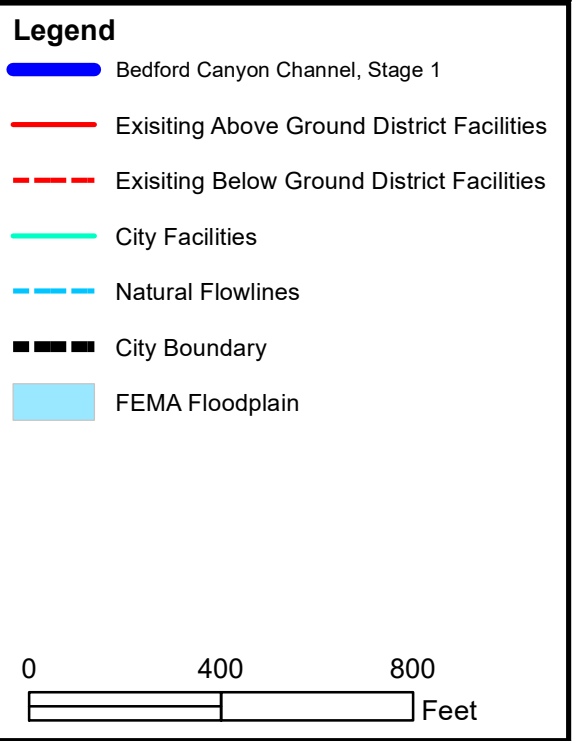 Legend
Bedford Canyon Channel, Stage 1
Exisiting Above Ground District Facilities
Exisiting Below Ground District Facilities
City Facilities
Natural Flowlines
City Boundary
FEMA Floodplain
0 400 800
Feet